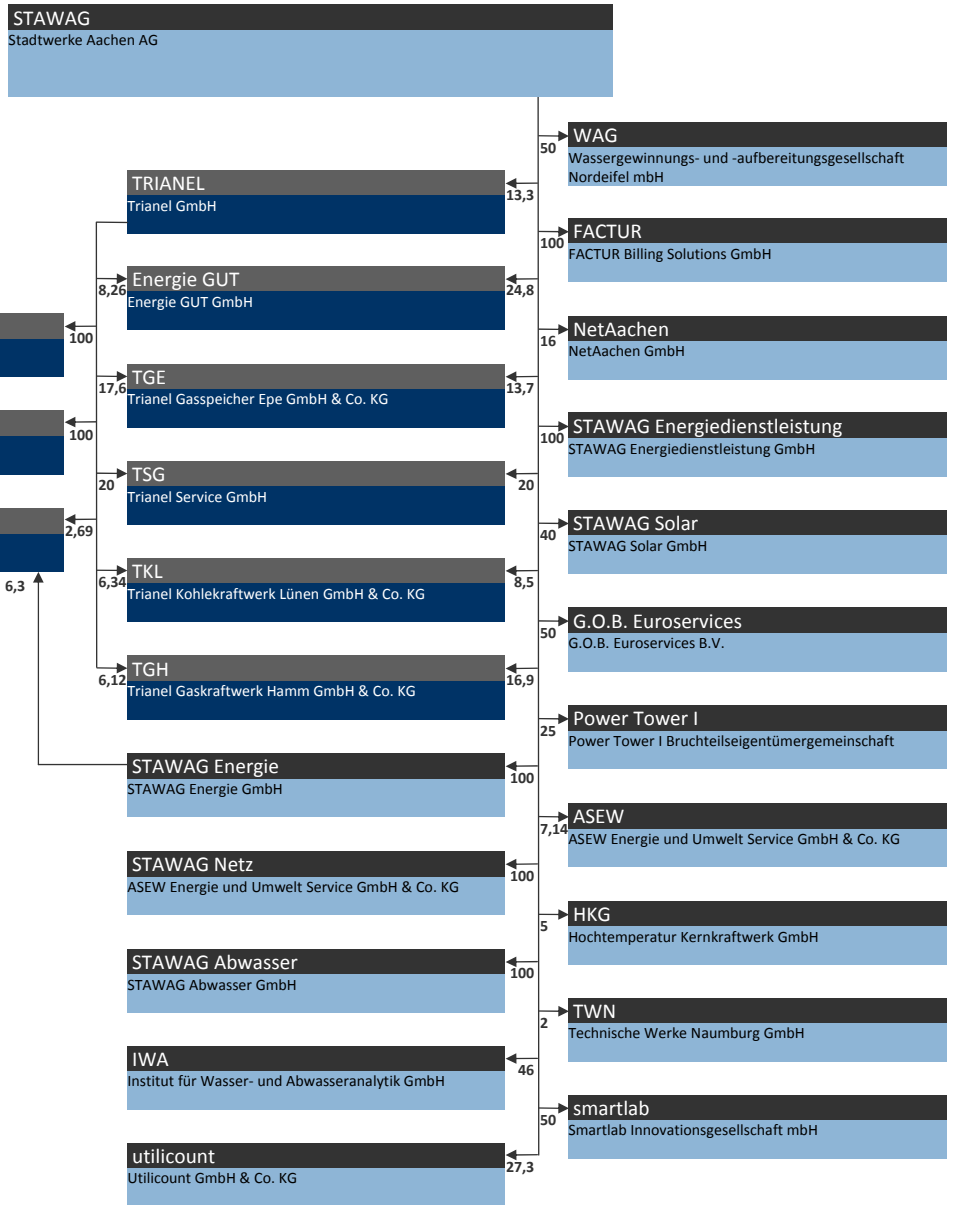 STAWAG
Stadtwerke Aachen AG
50
WAG
Wassergewinnungs- und -aufbereitungsgesellschaft
Nordeifel mbH
TRIANEL
Trianel GmbH
13,3
100
FACTUR
FACTUR Billing Solutions GmbH
8,26
Energie GUT
Energie GUT GmbH
24,8
100
16
NetAachen
NetAachen GmbH
17,6
TGE
Trianel Gasspeicher Epe GmbH & Co. KG
13,7
100
100
STAWAG Energiedienstleistung
STAWAG Energiedienstleistung GmbH
20
TSG
Trianel Service GmbH
20
2,69
40
STAWAG Solar
STAWAG Solar GmbH
6,3
6,34
TKL
Trianel Kohlekraftwerk Lünen GmbH & Co. KG
8,5
50
G.O.B. Euroservices
G.O.B. Euroservices B.V.
6,12
TGH
Trianel Gaskraftwerk Hamm GmbH & Co. KG
16,9
25
Power Tower I
Power Tower I Bruchteilseigentümergemeinschaft
STAWAG Energie
STAWAG Energie GmbH
100
7,14
ASEW
ASEW Energie und Umwelt Service GmbH & Co. KG
STAWAG Netz
ASEW Energie und Umwelt Service GmbH & Co. KG
100
5
HKG
Hochtemperatur Kernkraftwerk GmbH
STAWAG Abwasser
STAWAG Abwasser GmbH
100
2
TWN
Technische Werke Naumburg GmbH
IWA
Institut für Wasser- und Abwasseranalytik GmbH
46
50
smartlab
Smartlab Innovationsgesellschaft mbH
utilicount
Utilicount GmbH & Co. KG
27,3